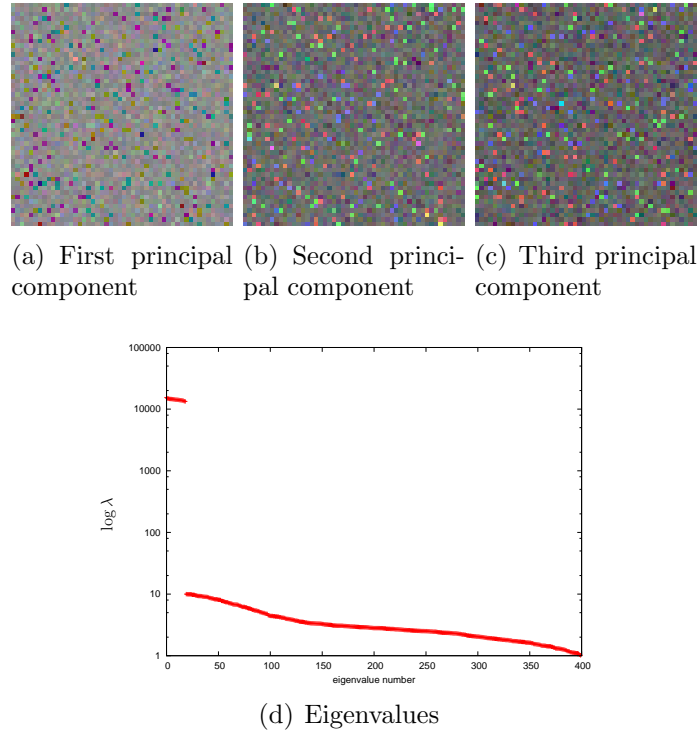 (a) First principal component
(b) Second princi-
pal component
(c) Third principal component
100000
10000
1000
100
10
1
log λ
0 50 100 150 200 250 300 350 400
eigenvalue number
(d) Eigenvalues